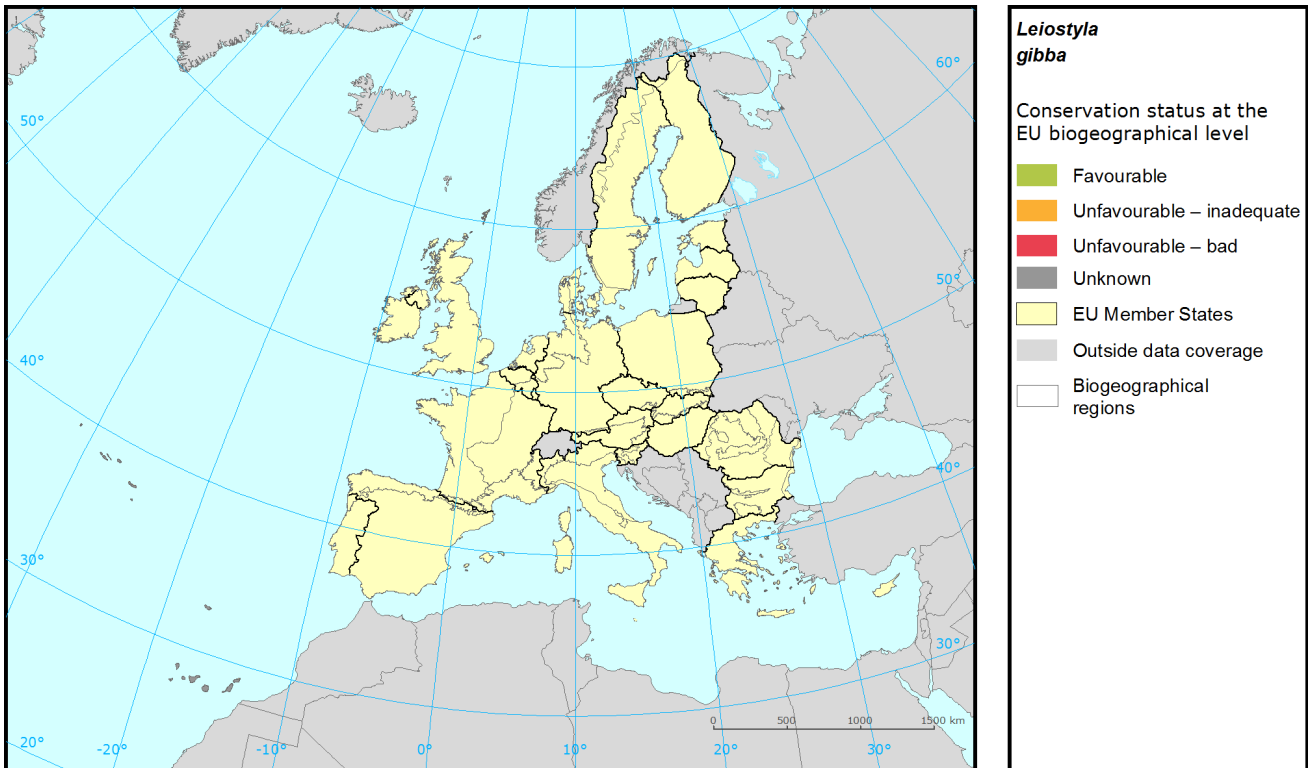 Leiostyla
gibba
Conservation status at the
EU biogeographical level
Favourable
Unfavourable – inadequate
Unfavourable – bad
Unknown
EU Member States
Outside data coverage
Biogeographical
regions
60°
50°
50°
40°
40°
30°
30°
0 500 1000 1500 km
20° -20° -10° 0° 10° 20° 30°